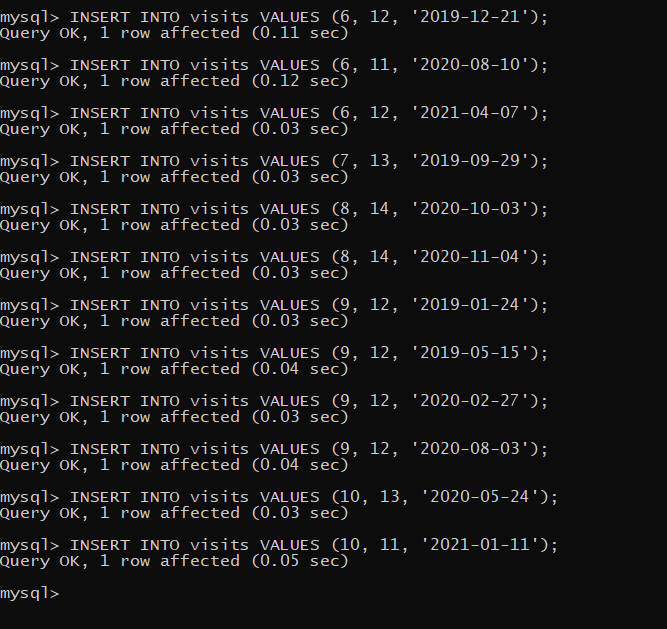 mysql> INSERT INTO visits VALUES (6, 12, '2019-12-21');
Query OK, 1 row affected (0.11 sec)
mysql> INSERT INTO visits VALUES (6, 11, '2020-08-10');
Query OK, 1 row affected (0.12 sec)
mysql> INSERT INTO visits VALUES (6, 12, '2021-04-07');
Query OK, 1 row affected (0.03 sec)
mysql> INSERT INTO visits VALUES (7, 13, '2019-09-29');
Query OK, 1 row affected (0.03 sec)
mysql> INSERT INTO visits VALUES (8, 14, '2020-10-03');
Query OK, 1 row affected (0.03 sec)
mysql> INSERT INTO visits VALUES (8, 14, '2020-11-04');
Query OK, 1 row affected (0.03 sec)
mysql> INSERT INTO visits VALUES (9, 12, '2019-01-24');
Query OK, 1 row affected (0.03 sec)
mysql> INSERT INTO visits VALUES (9, 12, '2019-05-15');
Query OK, 1 row affected (0.04 sec)
mysql> INSERT INTO visits VALUES (9, 12, '2020-02-27');
Query OK, 1 row affected (0.03 sec)
mysql> INSERT INTO visits VALUES (9, 12, '2020-08-03');
Query OK, 1 row affected (0.04 sec)
mysql> INSERT INTO visits VALUES (10, 13, '2020-05-24');
Query OK, 1 row affected (0.03 sec)
mysql> INSERT INTO visits VALUES (10, 11, '2021-01-11');
Query OK, 1 row affected (0.05 sec)
mysql>